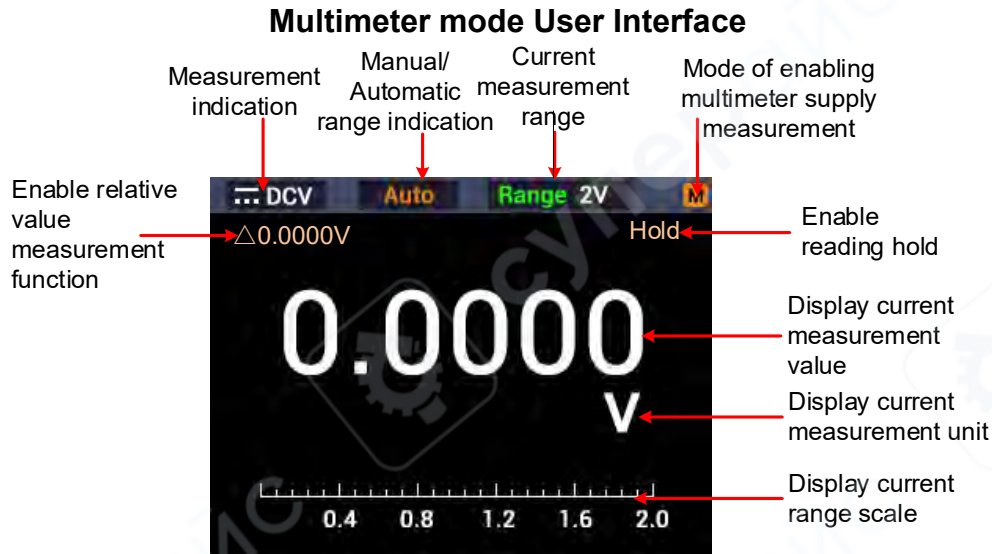 Multimeter mode User Interface
Measurement
indication
Manual/
Automatic
range indication
Current
measurement
range
Mode of enabling
multimeter supply
measurement
Enable relative
value
measurement
function
DCV
Auto
Range 2V
M
△0.0000V
Hold
Enable
reading hold
0.0000
V
Display current
measurement
value
Display current
measurement unit
0.4 0.8 1.2 1.6 2.0
Display current
range scale